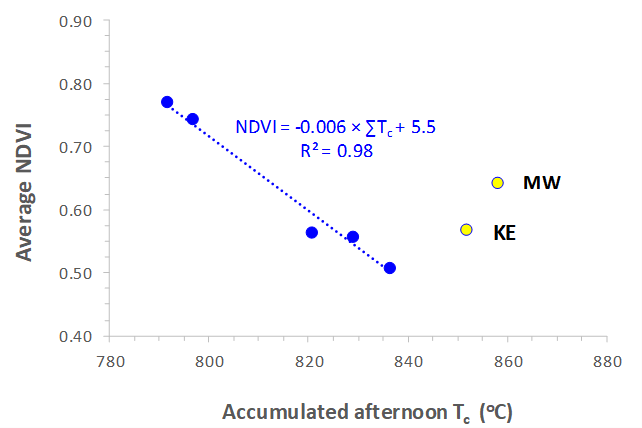 0.90
0.80
0.70
0.60
0.50
0.40
Average NDVI
NDVI = -0.006 × ∑Tc + 5.5
R² = 0.98
MW
KE
780 800 820 840 860 880
Accumulated afternoon Tc (°C)